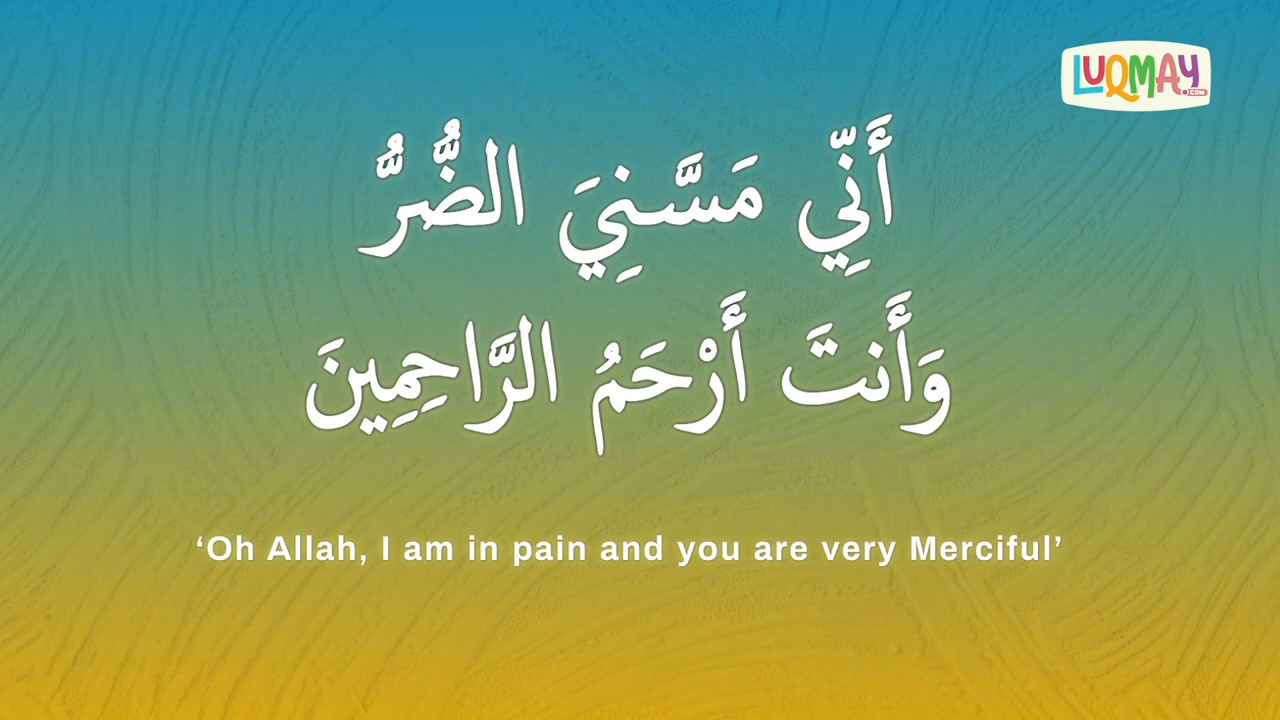 LUQMAY.COM
أَنِّي مَسَّنِيَ الضُّرُّ
وَأَنتَ أَرْحَمُ الرَّاحِمِينَ
‘Oh Allah, I am in pain and you are very Merciful’